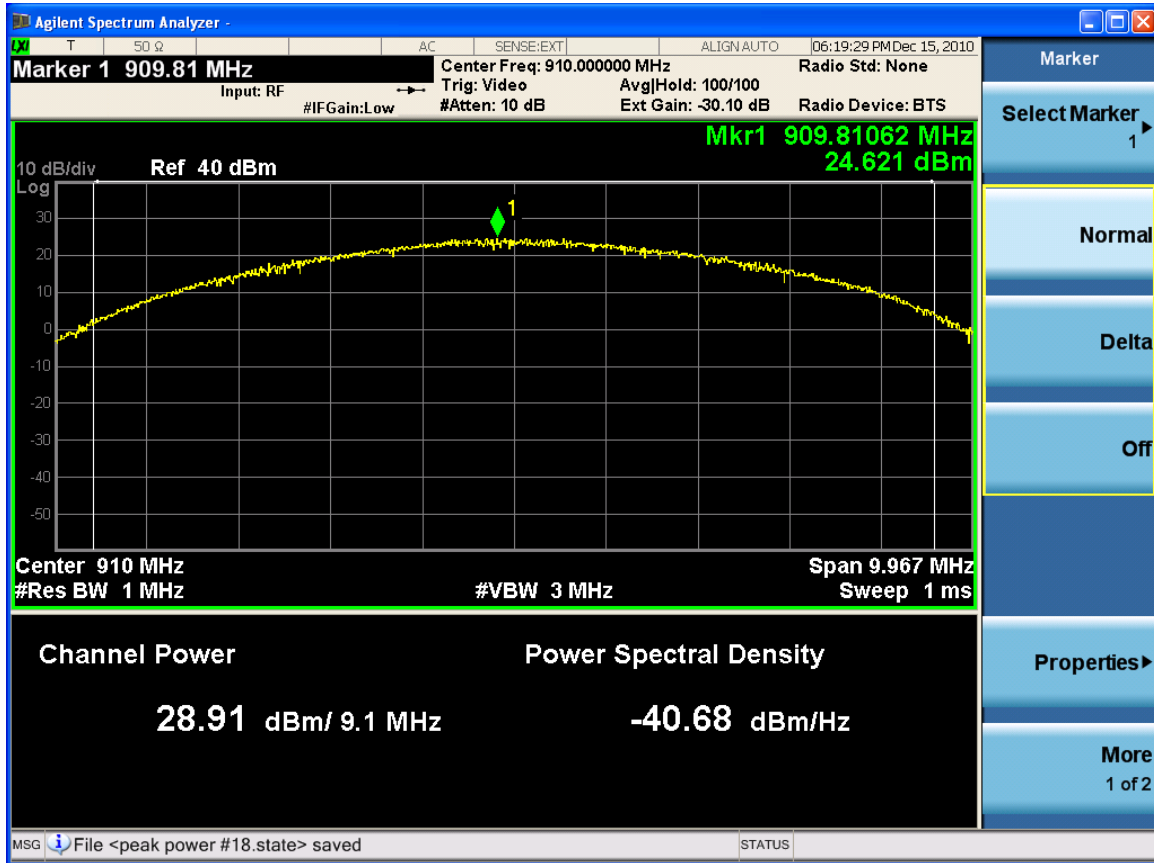 Agilent Spectrum Analyzer -
LXI T 50 Ω AC SENSE:EXT ALIGN AUTO 06:19:29 PM Dec 15, 2010
Marker 1 909.81 MHz
Input: RF
#IFGain:Low
Center Freq: 910.000000 MHz
Trig: Video
#Atten: 10 dB
Avg|Hold: 100/100
Ext Gain: -30.10 dB
Radio Std: None
Radio Device: BTS
Mkr1 909.81062 MHz
24.621 dBm
10 dB/div Ref 40 dBm
Log
30
20
10
0
-10
-20
-30
-40
-50
1
Center 910 MHz Span 9.967 MHz
#Res BW 1 MHz #VBW 3 MHz Sweep 1 ms
Channel Power Power Spectral Density
28.91 dBm/ 9.1 MHz -40.68 dBm/Hz
MSG File <peak power #18.state> saved STATUS
Marker
Select Marker
1
Normal
Delta
Off
Properties
More
1 of 2